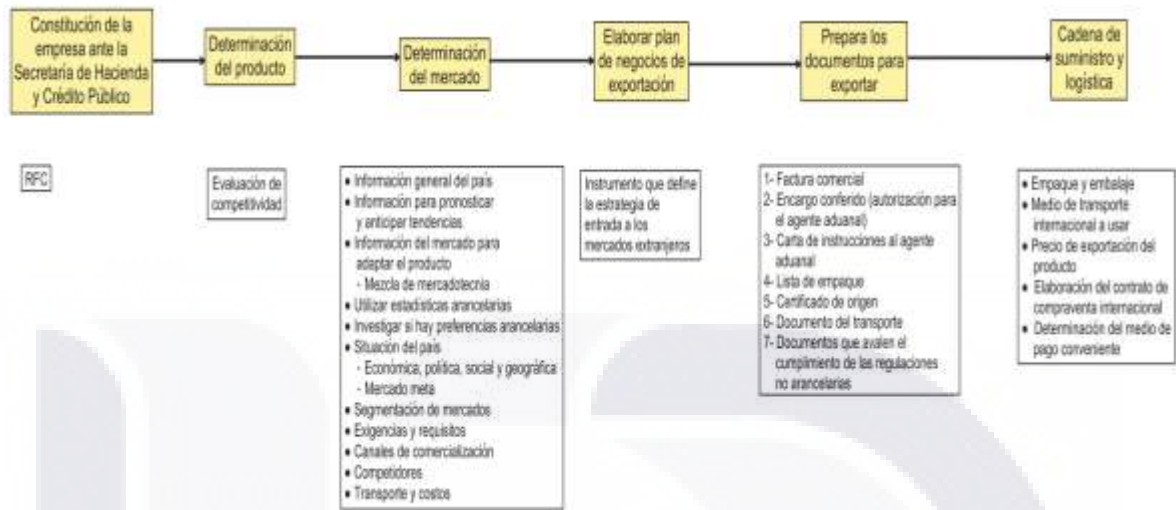 Constitución de la
empresa ante la
Secretaría de Hacienda
y Crédito Público
Determinación
del producto
Determinación
del mercado
Elaborar plan
de negocios de
exportación
Prepara los
documentos para
exportar
Cadena de
suministro y
logística
RFC
Evaluación de
competitividad
• Información general del país
• Información para pronosticar
y anticipar tendencias
• Información del mercado para
adaptar el producto
- Mezcla de mercadotecnia
• Utilizar estadísticas arancelarias
• Investigar si hay preferencias arancelarias
• Situación del país
- Económica, política, social y geográfica
- Mercado meta
• Segmentación de mercados
• Exigencias y requisitos
• Canales de comercialización
• Competidores
• Transporte y costos
Instrumento que define
la estrategia de
entrada a los
mercados extranjeros
1- Factura comercial
2- Encargo conferido (autorización para
el agente aduanal)
3- Carta de instrucciones al agente
aduanal
4- Lista de empaque
5- Certificado de origen
6- Documento del transporte
7- Documentos que avalen el
cumplimiento de las regulaciones
no arancelarias
• Empaque y embalaje
• Medio de transporte
internacional a usar
• Precio de exportación del
producto
• Elaboración del contrato de
compraventa internacional
• Determinación del medio de
pago conveniente